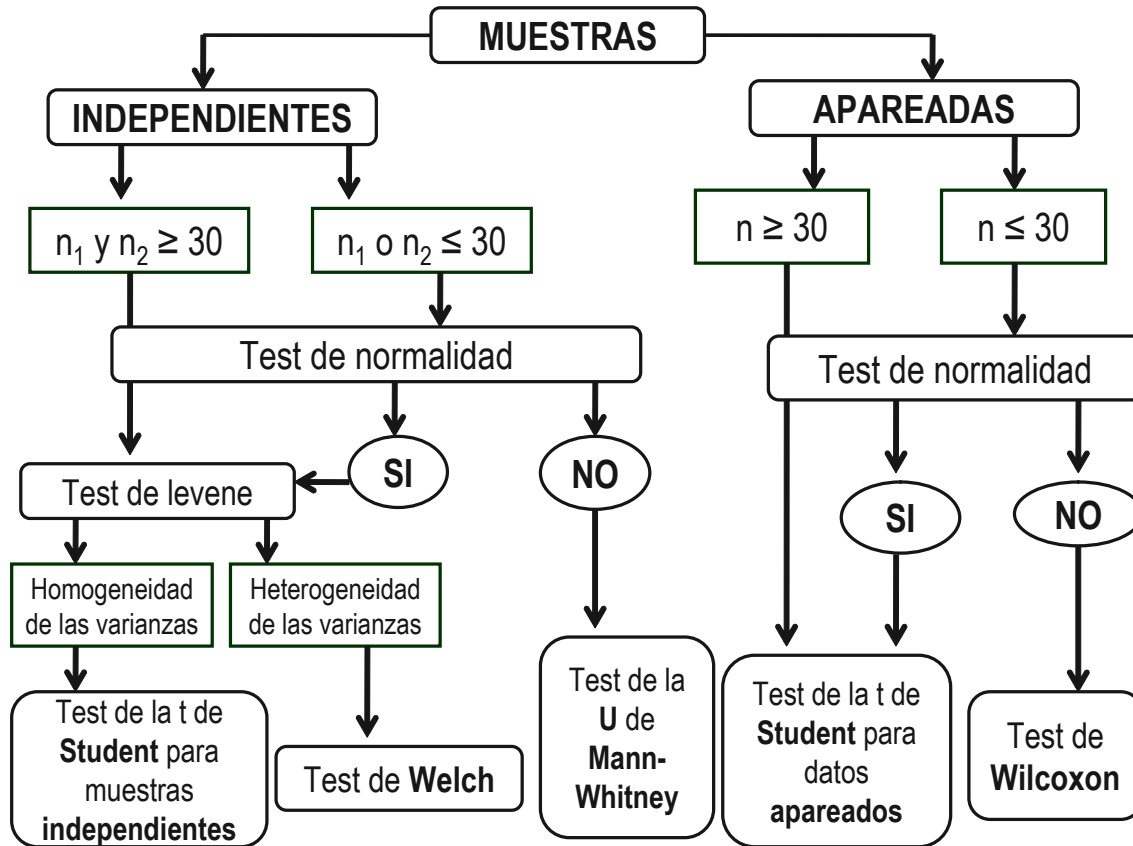 MUESTRAS
INDEPENDIENTES
APAREADAS
n₁ y n₂ ≥ 30
n₁ o n₂ ≤ 30
n ≥ 30
n ≤ 30
Test de normalidad
Test de normalidad
SI
NO
Test de levene
SI
NO
Homogeneidad
de las varianzas
Heterogeneidad
de las varianzas
Test de la t de
Student para
muestras
independientes
Test de Welch
Test de la
U de
Mann-
Whitney
Test de la t de
Student para
datos
apareados
Test de
Wilcoxon